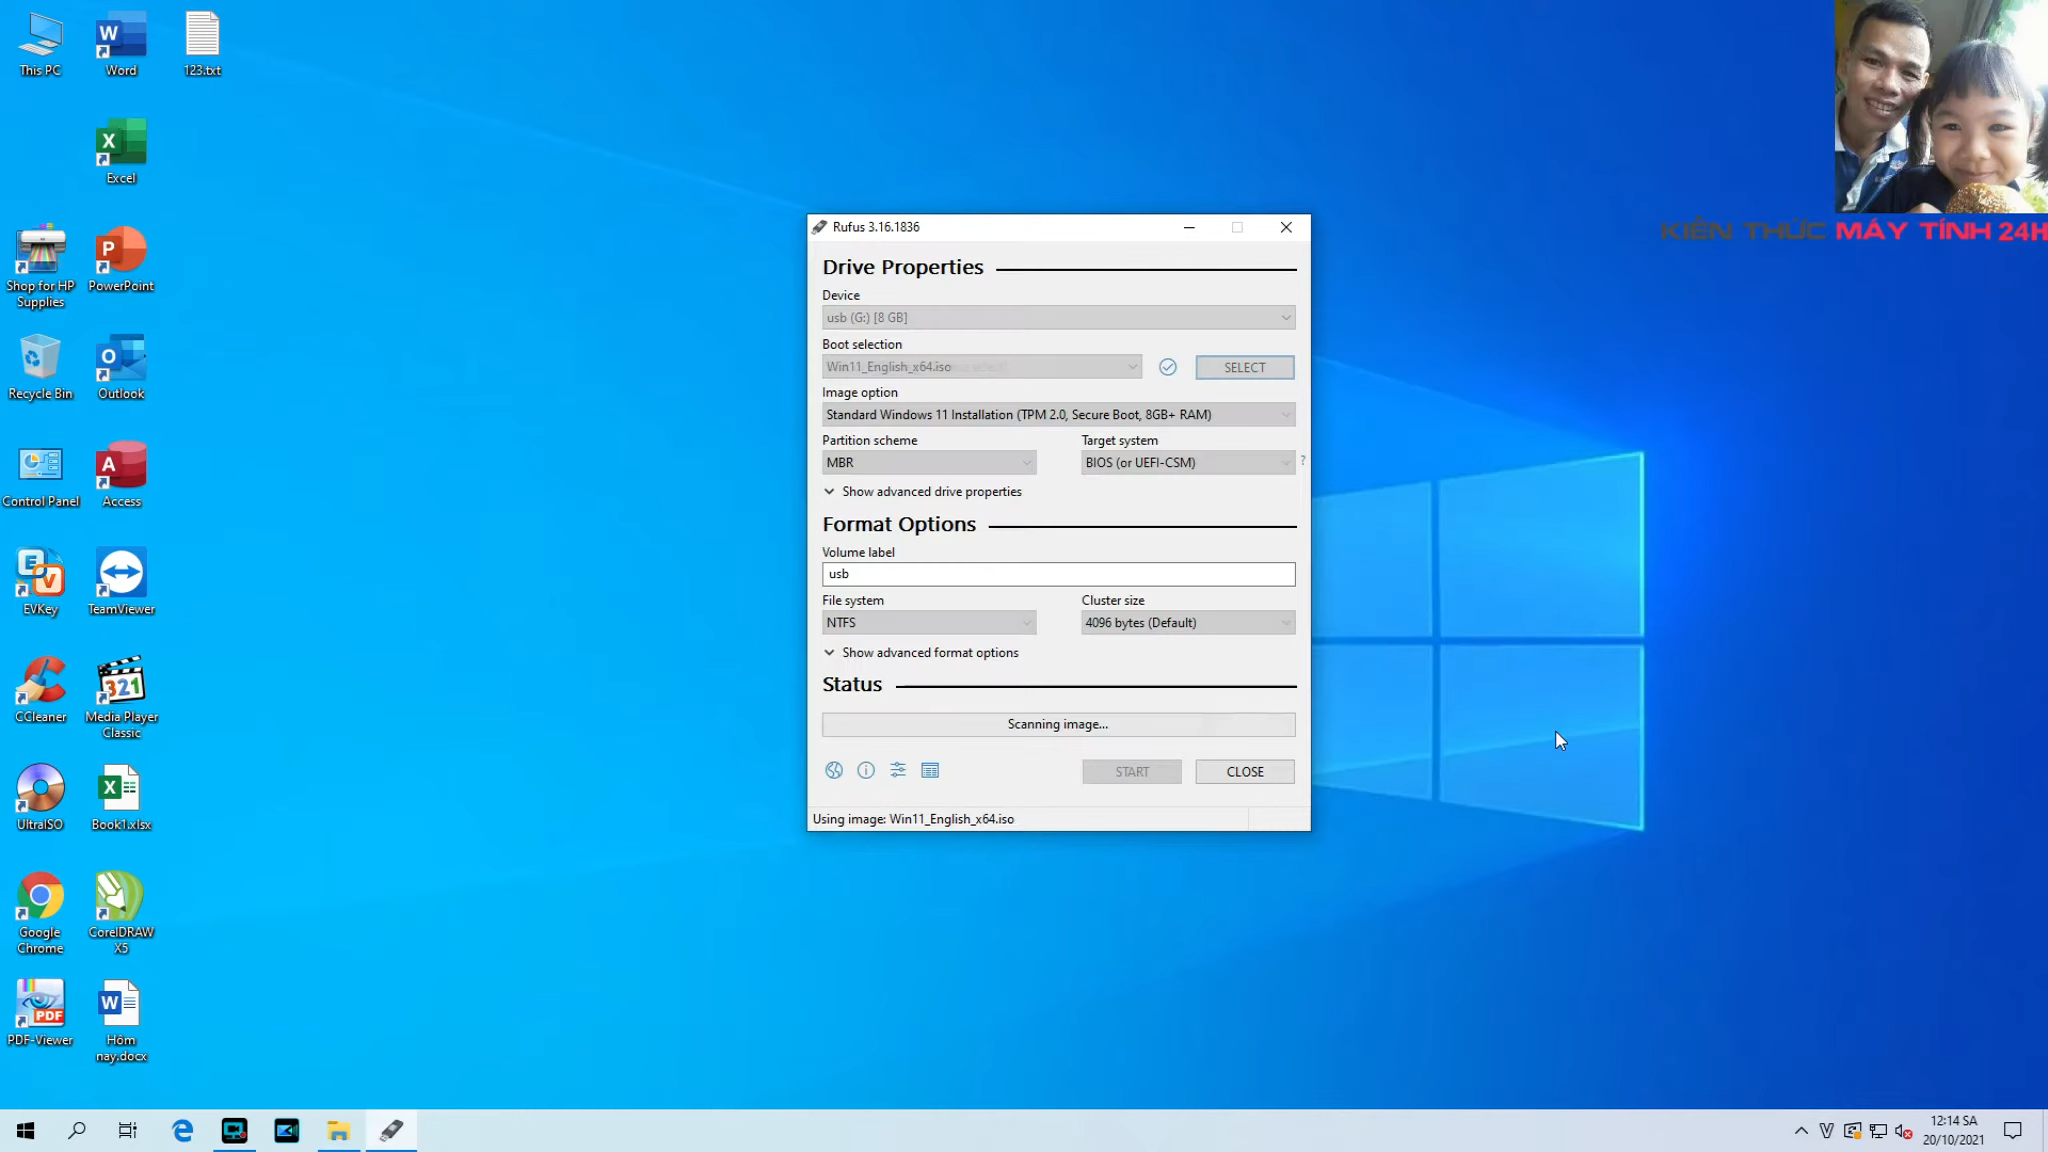 This PC
Word
123.txt
Excel
Shop for HP
Supplies
PowerPoint
Recycle Bin
Outlook
Control Panel
Access
EVKey
TeamViewer
CCleaner
Media Player
Classic
UltraISO
Book1.xlsx
Google
Chrome
CorelDRAW
X5
PDF-Viewer
Hôm
nay.docx
KIẾN THỨC MÁY TÍNH 24H
Rufus 3.16.1836
Drive Properties
Device
usb (G:) [8 GB]
Boot selection
Win11_English_x64.iso
SELECT
Image option
Standard Windows 11 Installation (TPM 2.0, Secure Boot, 8GB+ RAM)
Partition scheme
Target system
MBR
BIOS (or UEFI-CSM)
?
Show advanced drive properties
Format Options
Volume label
usb
File system
Cluster size
NTFS
4096 bytes (Default)
Show advanced format options
Status
Scanning image...
START
CLOSE
Using image: Win11_English_x64.iso
12:14 SA
20/10/2021